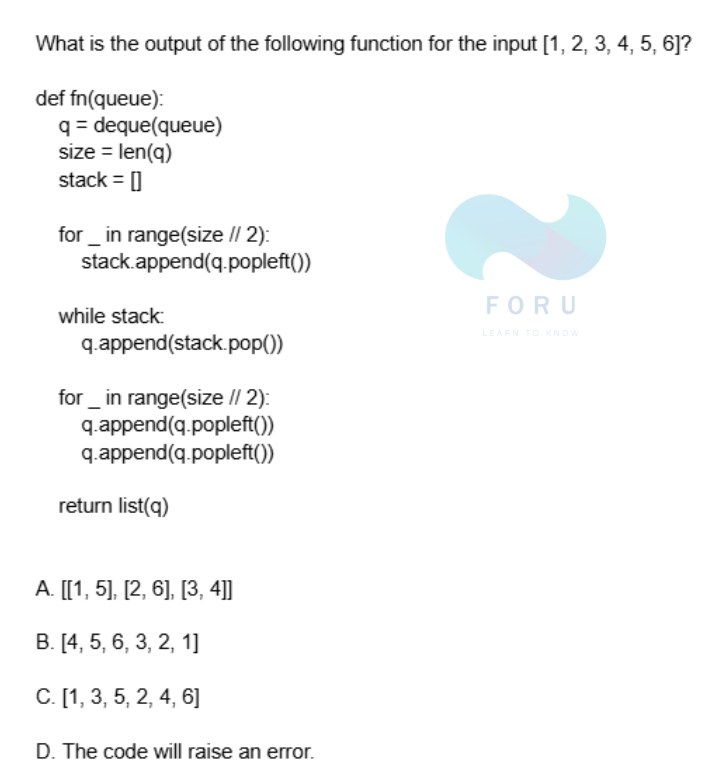 What is the output of the following function for the input [1, 2, 3, 4, 5, 6]?
def fn(queue):
q = deque(queue)
size = len(q)
stack = []
for _ in range(size // 2):
stack.append(q.popleft())
while stack:
q.append(stack.pop())
for _ in range(size // 2):
q.append(q.popleft())
q.append(q.popleft())
return list(q)
FORU
LEARN TO KNOW
A. [[1, 5], [2, 6], [3, 4]]
B. [4, 5, 6, 3, 2, 1]
C. [1, 3, 5, 2, 4, 6]
D. The code will raise an error.